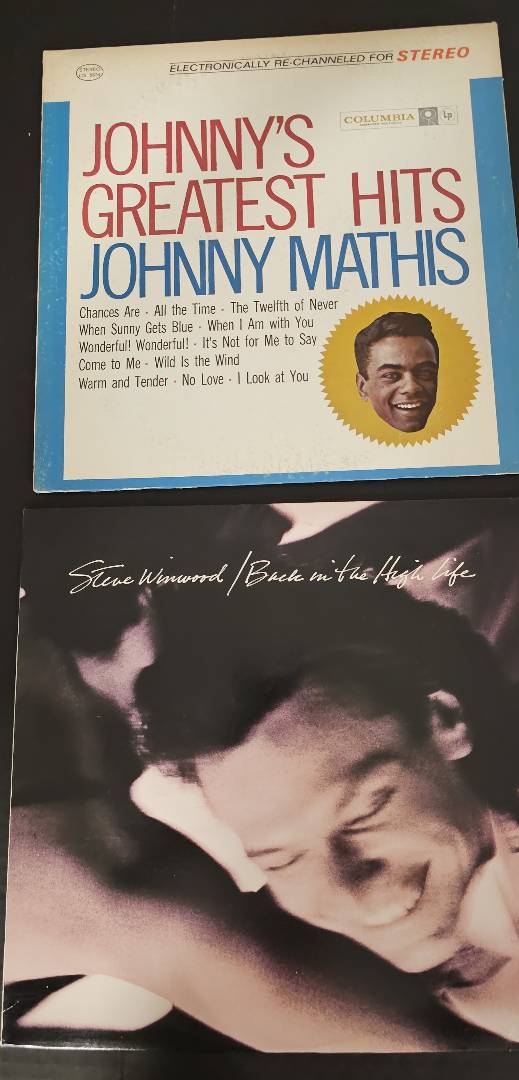 STEREO
ELECTRONICALLY RE-CHANNELED FOR STEREO
COLUMBIA Lp
JOHNNY'S
GREATEST HITS
JOHNNY MATHIS
Chances Are · All the Time · The Twelfth of Never
When Sunny Gets Blue · When I Am with You
Wonderful! Wonderful! · It's Not for Me to Say
Come to Me · Wild Is the Wind
Warm and Tender · No Love · I Look at You
Steve Winwood / Back in the High Life